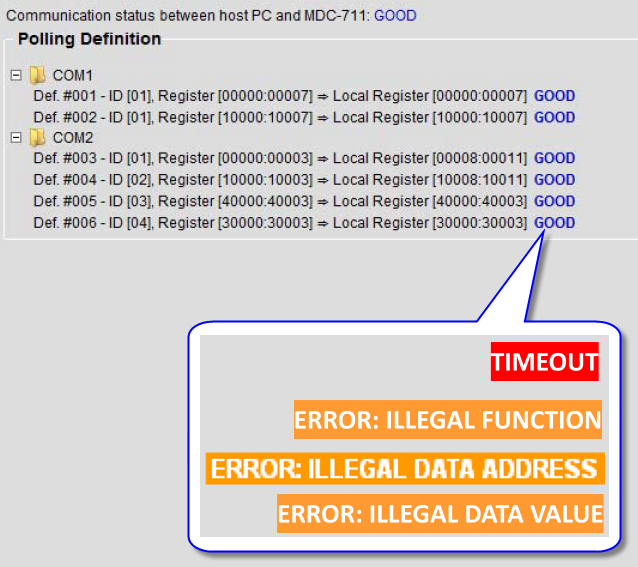 Communication status between host PC and MDC-711: GOOD
Polling Definition
COM1
Def. #001 - ID [01], Register [00000:00007] ⇒ Local Register [00000:00007] GOOD
Def. #002 - ID [01], Register [10000:10007] ⇒ Local Register [10000:10007] GOOD
COM2
Def. #003 - ID [01], Register [00000:00003] ⇒ Local Register [00008:00011] GOOD
Def. #004 - ID [02], Register [10000:10003] ⇒ Local Register [10008:10011] GOOD
Def. #005 - ID [03], Register [40000:40003] ⇒ Local Register [40000:40003] GOOD
Def. #006 - ID [04], Register [30000:30003] ⇒ Local Register [30000:30003] GOOD
TIMEOUT
ERROR: ILLEGAL FUNCTION
ERROR: ILLEGAL DATA ADDRESS
ERROR: ILLEGAL DATA VALUE